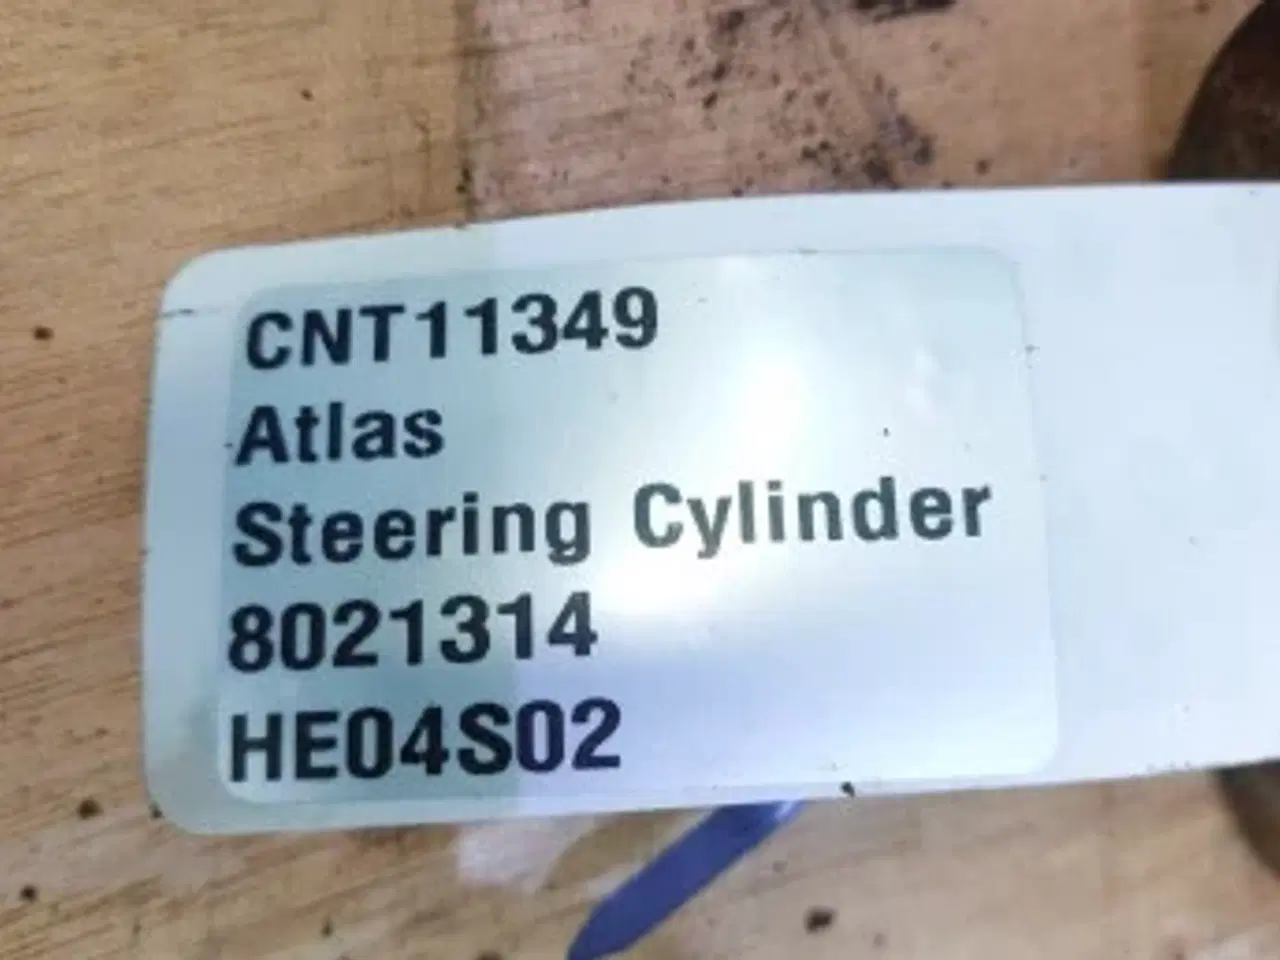 CNT11349
Atlas
Steering Cylinder
8021314
HE04S02